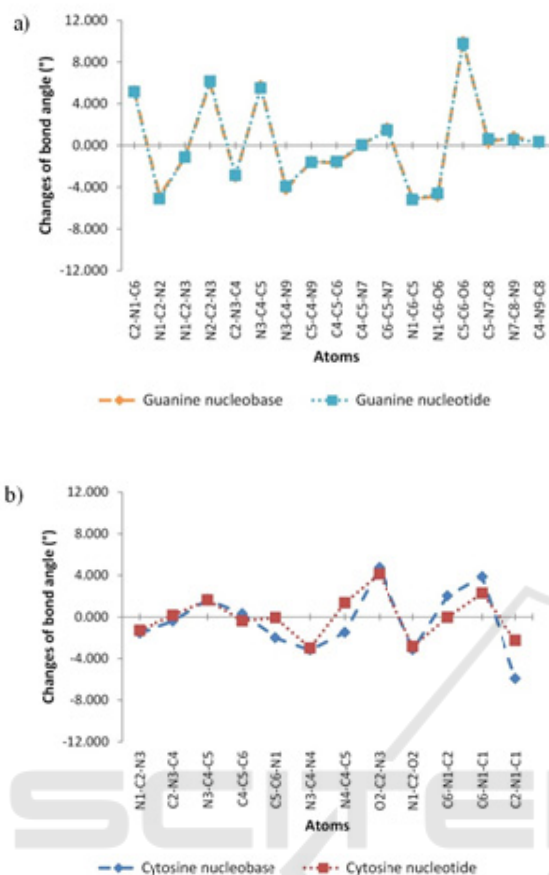 a)
12.000
8.000
4.000
0.000
-4.000
-8.000
-12.000
Changes of bond angle (°)
C2-N1-C6
N1-C2-N2
N1-C2-N3
N2-C2-N3
C2-N3-C4
N3-C4-C5
N3-C4-N9
C5-C4-N9
C4-C5-C6
C4-C5-N7
C6-C5-N7
N1-C6-C5
N1-C6-O6
C5-C6-O6
C5-N7-C8
N7-C8-N9
C4-N9-C8
Atoms
Guanine nucleobase
Guanine nucleotide
b)
12.000
8.000
4.000
0.000
-4.000
-8.000
-12.000
Changes of bond angle (°)
N1-C2-N3
C2-N3-C4
N3-C4-C5
C4-C5-C6
C5-C6-N1
N3-C4-N4
N4-C4-C5
O2-C2-N3
N1-C2-O2
C6-N1-C2
C6-N1-C1
C2-N1-C1
Atoms
Cytosine nucleobase
Cytosine nucleotide